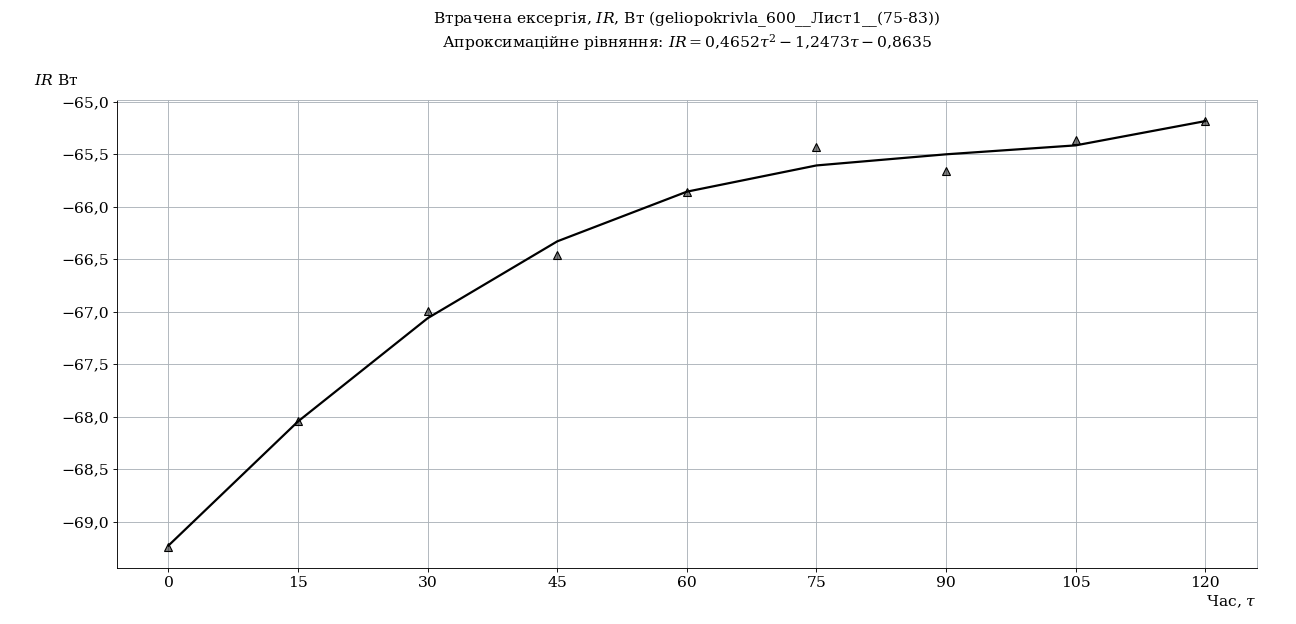 Втрачена ексергія, IR, Вт (geliopokrivla_600__Лист1__(75-83))
Апроксимаційне рівняння: IR = 0,4652τ² − 1,2473τ − 0,8635
IR Вт
−65,0
−65,5
−66,0
−66,5
−67,0
−67,5
−68,0
−68,5
−69,0
0 15 30 45 60 75 90 105 120
Час, τ